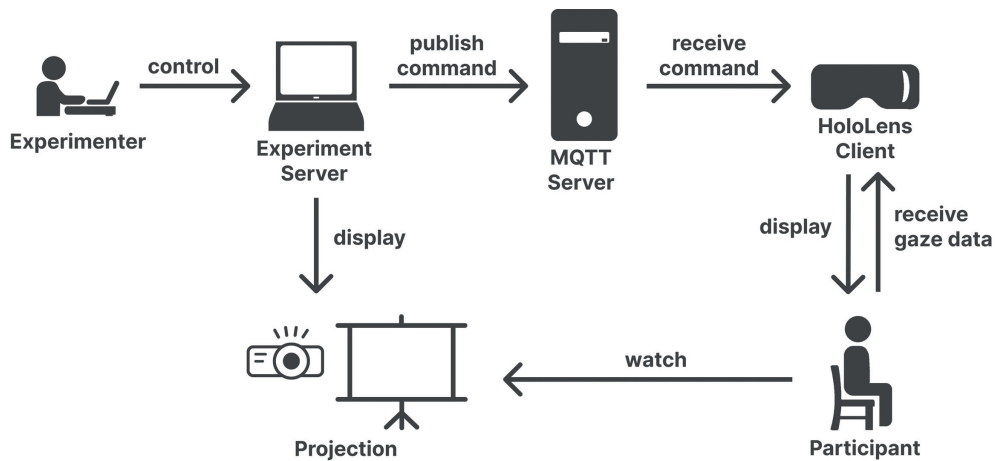 control
publish
command
receive
command
Experimenter
Experiment
Server
MQTT
Server
HoloLens
Client
display
display
receive
gaze data
watch
Projection
Participant